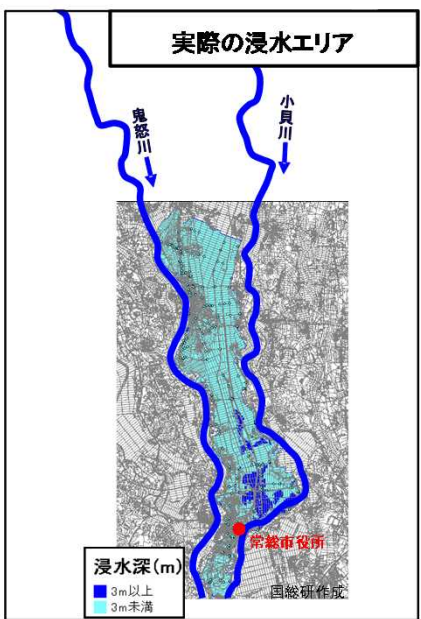 実際の浸水エリア
鬼怒川
小貝川
常総市役所
浸水深(m)
3m以上
3m未満
国総研作成